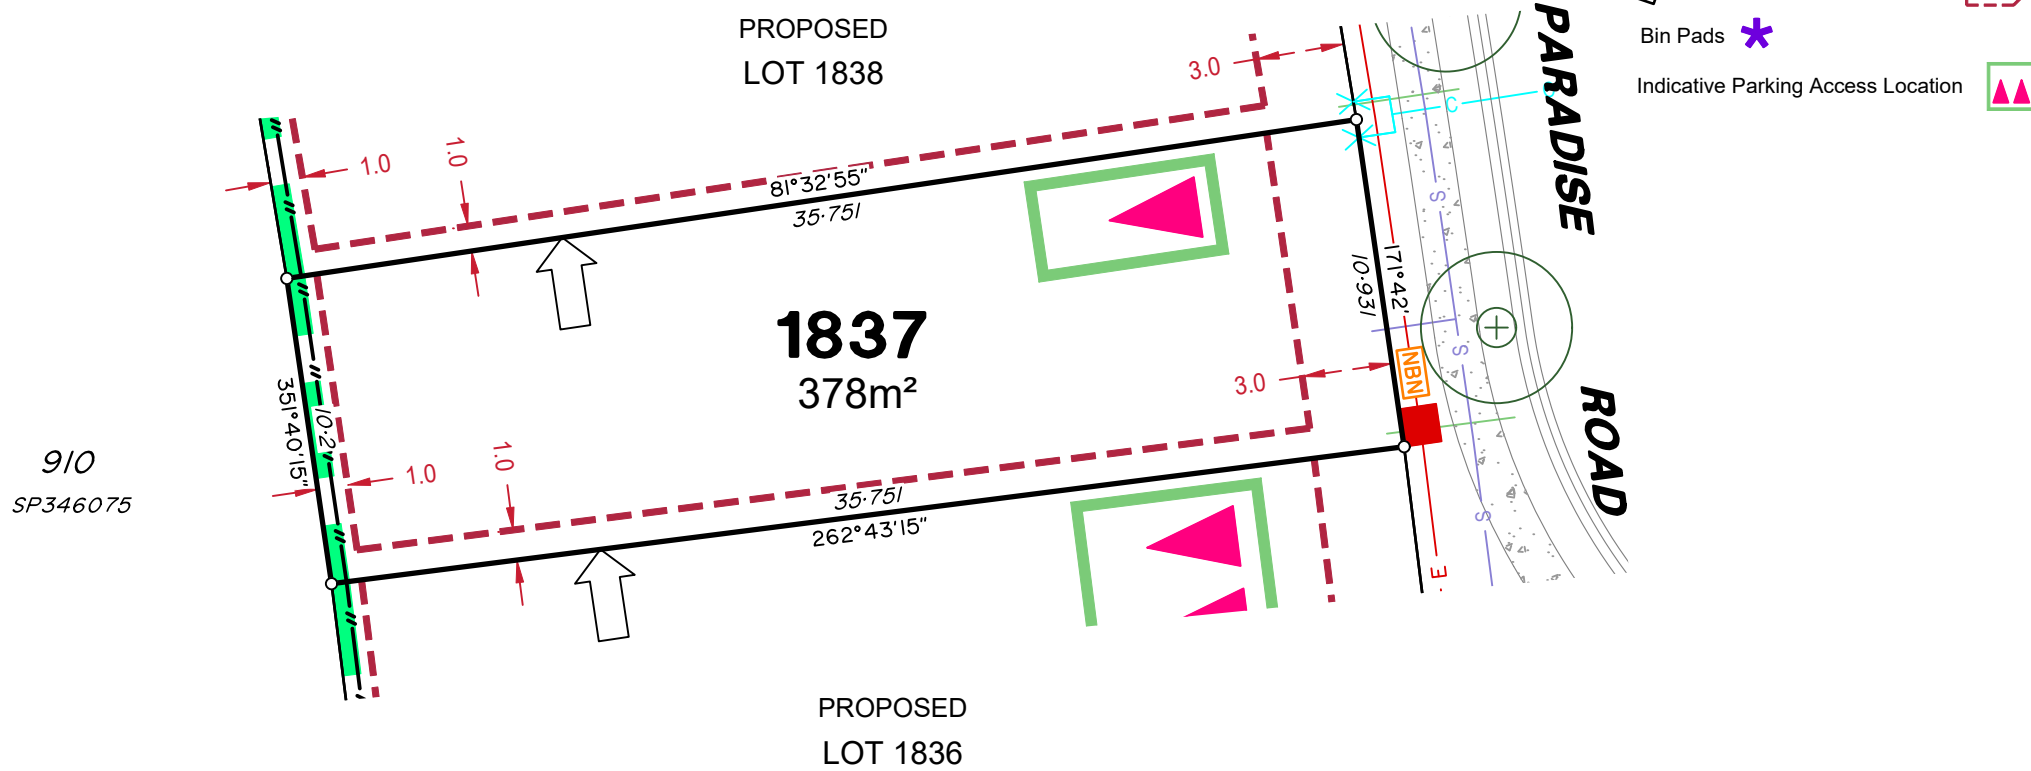 PROPOSED
LOT 1838
3.0
PARADISE
Bin Pads
Indicative Parking Access Location
C
1.0
1.0
81°32'55"
35·751
S
1837
378m²
10·931
171°42'
3.0
NBN
S
ROAD
351°40'15"
10·2
910
SP346075
1.0
1.0
35·751
262°43'15"
S
E
PROPOSED
LOT 1836